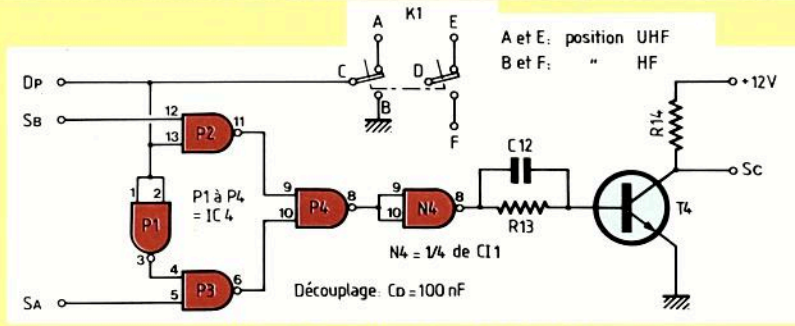 K1
A
E
A et E: position UHF
B et F: " HF
C
D
B
F
DP
SB
SA
12
13
11
P2
1
2
P1
3
P1 à P4
= IC 4
4
5
6
P3
9
10
8
P4
9
10
8
N4
N4 = 1/4 de CI 1
Découplage: CD = 100 nF
C12
R13
R14
+12V
Sc
T4